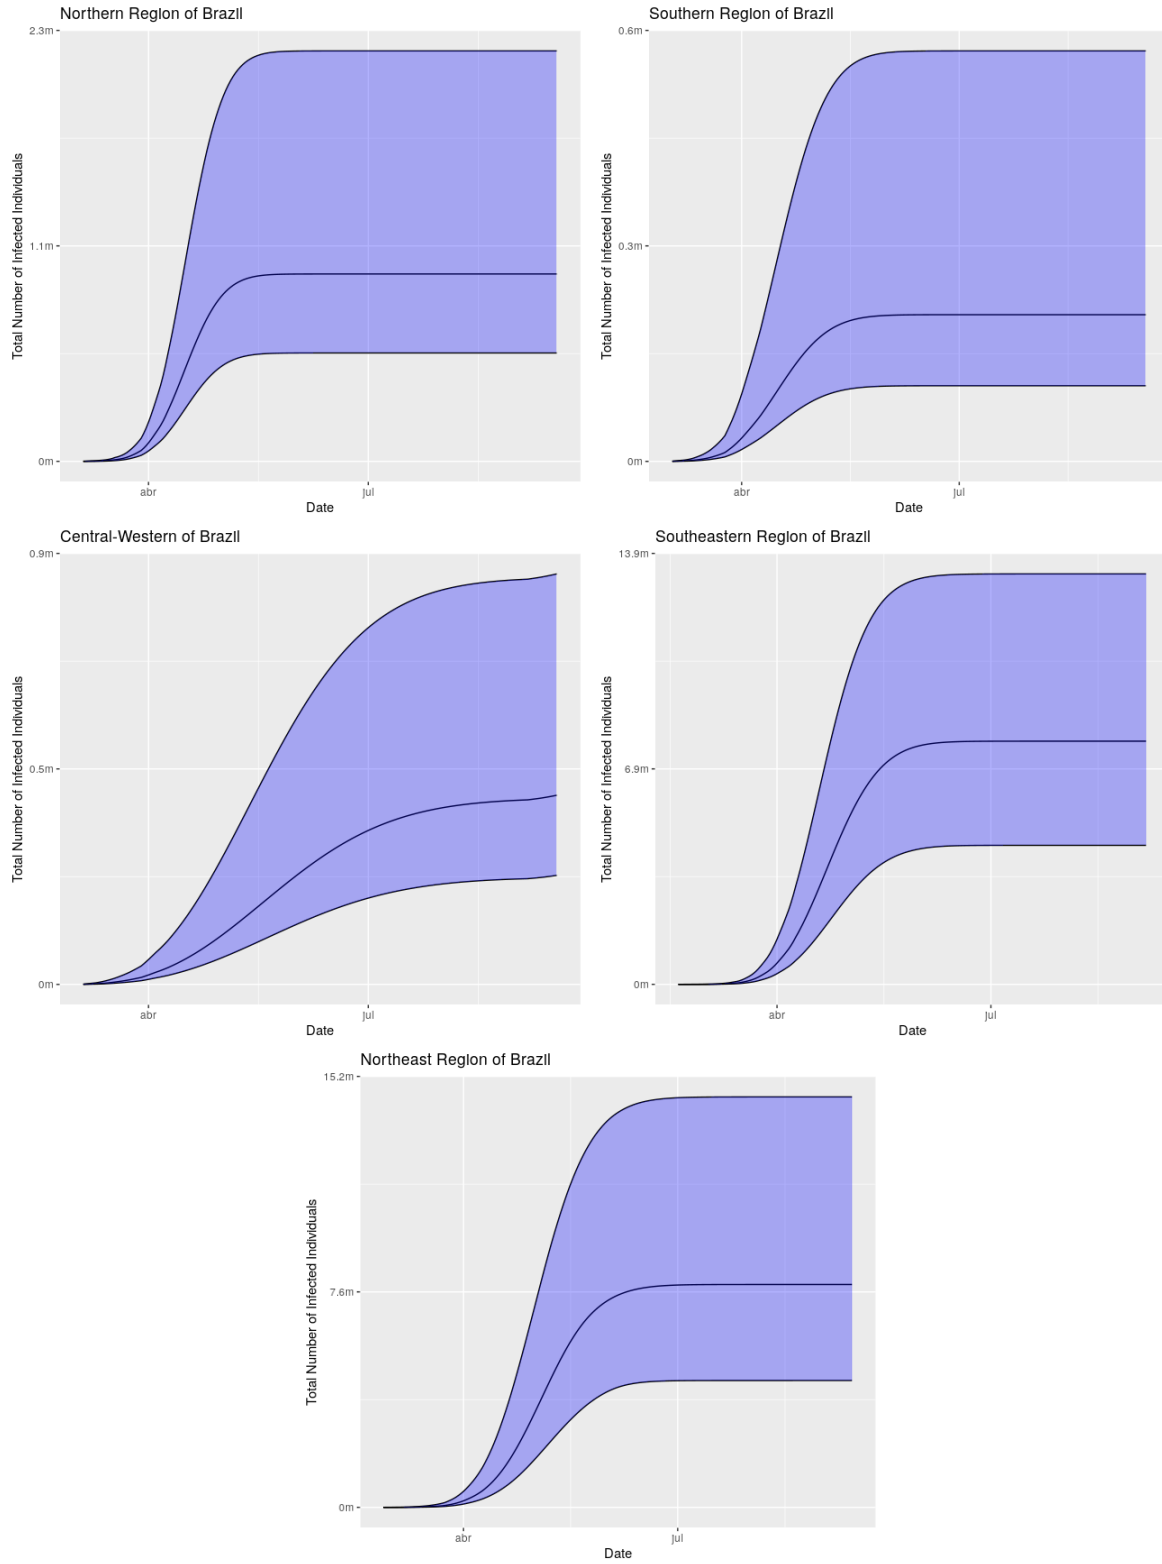 Northern Region of Brazil
2.3m
1.1m
0m
Total Number of Infected Individuals
abr
jul
Date
Southern Region of Brazil
0.6m
0.3m
0m
Total Number of Infected Individuals
abr
jul
Date
Central-Western of Brazil
0.9m
0.5m
0m
Total Number of Infected Individuals
abr
jul
Date
Southeastern Region of Brazil
13.9m
6.9m
0m
Total Number of Infected Individuals
abr
jul
Date
Northeast Region of Brazil
15.2m
7.6m
0m
Total Number of Infected Individuals
abr
jul
Date